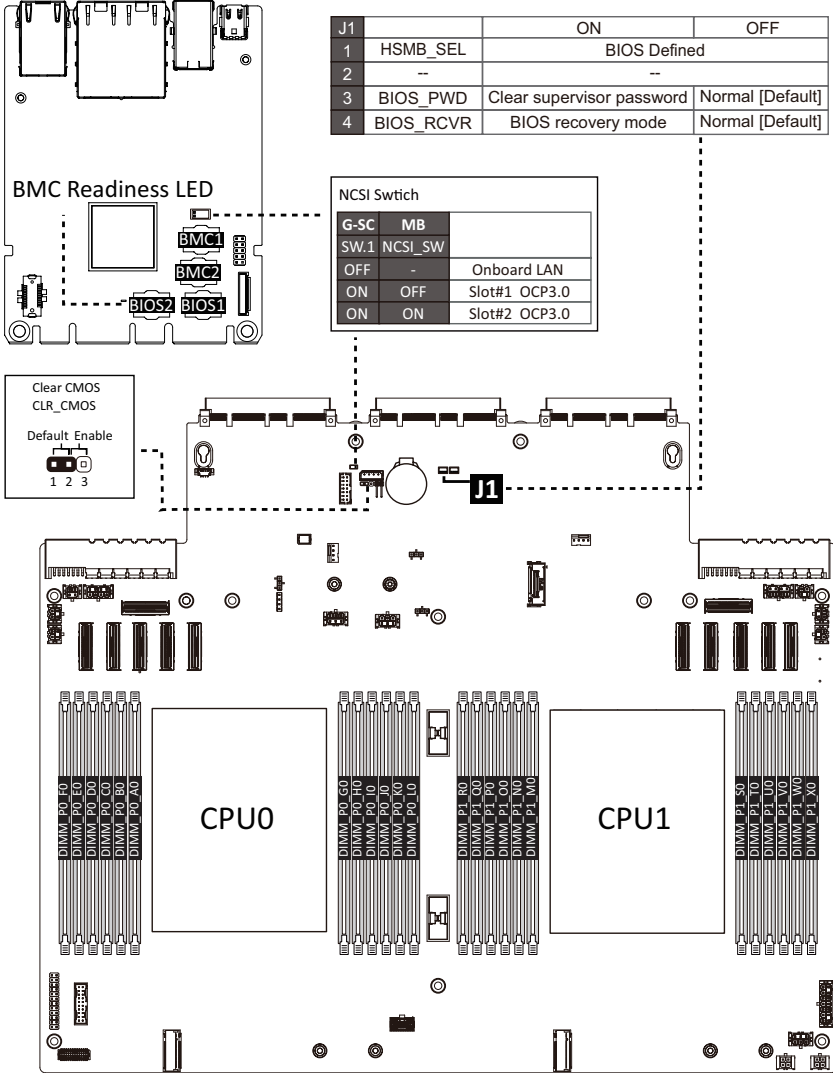 J1 ON OFF
1 HSMB_SEL BIOS Defined
2 -- --
3 BIOS_PWD Clear supervisor password Normal [Default]
4 BIOS_RCVR BIOS recovery mode Normal [Default]
BMC Readiness LED
BMC1
BMC2
BIOS2 BIOS1
NCSI Swtich
G-SC MB
SW.1 NCSI_SW
OFF - Onboard LAN
ON OFF Slot#1 OCP3.0
ON ON Slot#2 OCP3.0
Clear CMOS
CLR_CMOS
Default Enable
1 2 3
J1
DIMM_P0_F0
DIMM_P0_E0
DIMM_P0_D0
DIMM_P0_C0
DIMM_P0_B0
DIMM_P0_A0
CPU0
DIMM_P0_G0
DIMM_P0_H0
DIMM_P0_I0
DIMM_P0_J0
DIMM_P0_K0
DIMM_P0_L0
DIMM_P1_R0
DIMM_P1_Q0
DIMM_P1_P0
DIMM_P1_O0
DIMM_P1_N0
DIMM_P1_M0
CPU1
DIMM_P1_S0
DIMM_P1_T0
DIMM_P1_U0
DIMM_P1_V0
DIMM_P1_W0
DIMM_P1_X0